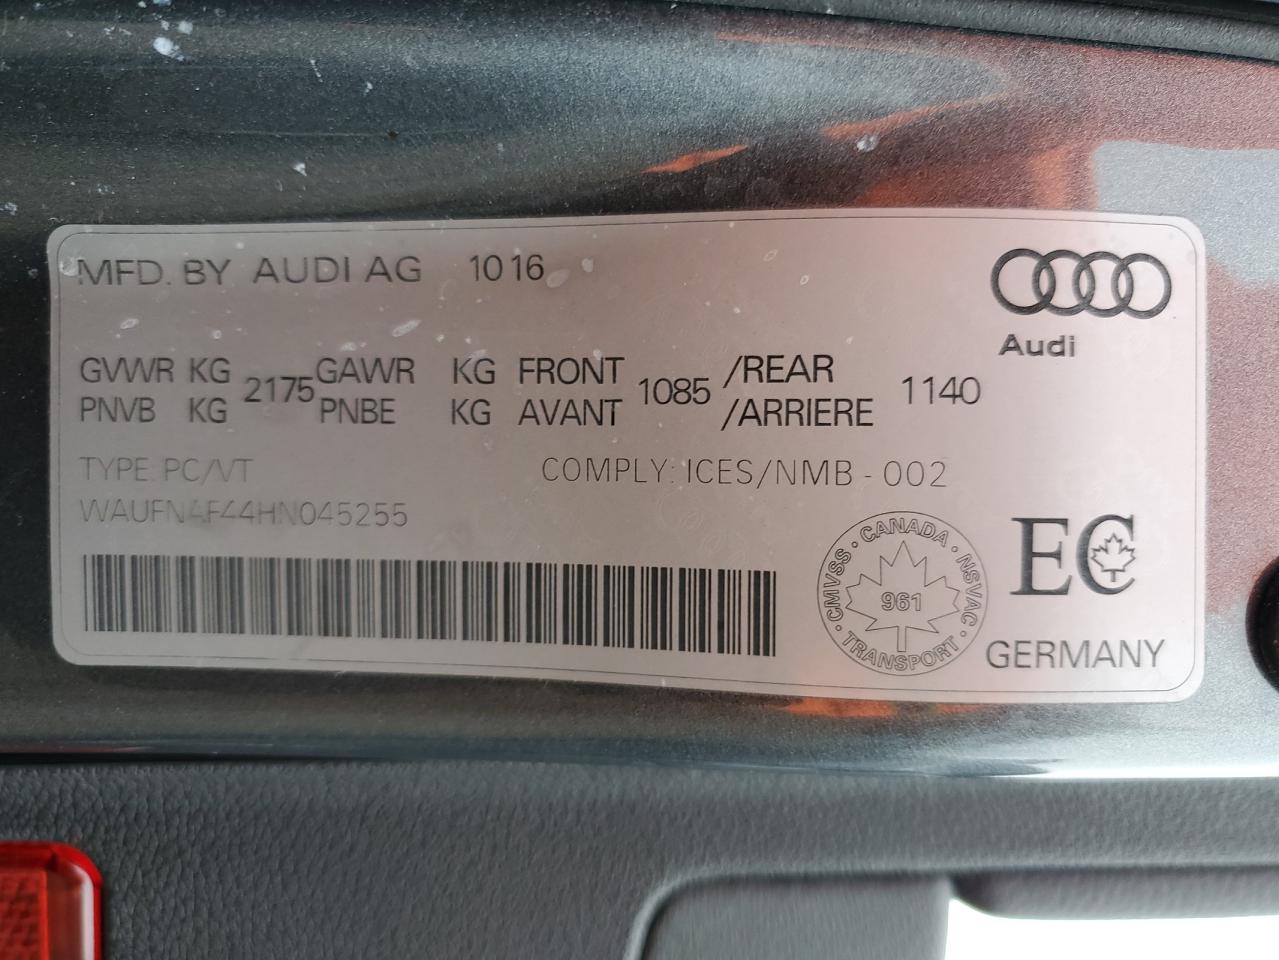 MFD. BY AUDI AG 10 16
Audi
GVWR KG 2175 GAWR KG FRONT 1085 /REAR 1140
PNVB KG PNBE KG AVANT /ARRIERE
TYPE: PC/VT COMPLY: ICES/NMB - 002
WAUFNAF44HN045255
CANADA · NSVAC · TRANSPORT · CMVSS ·
961
EC
GERMANY